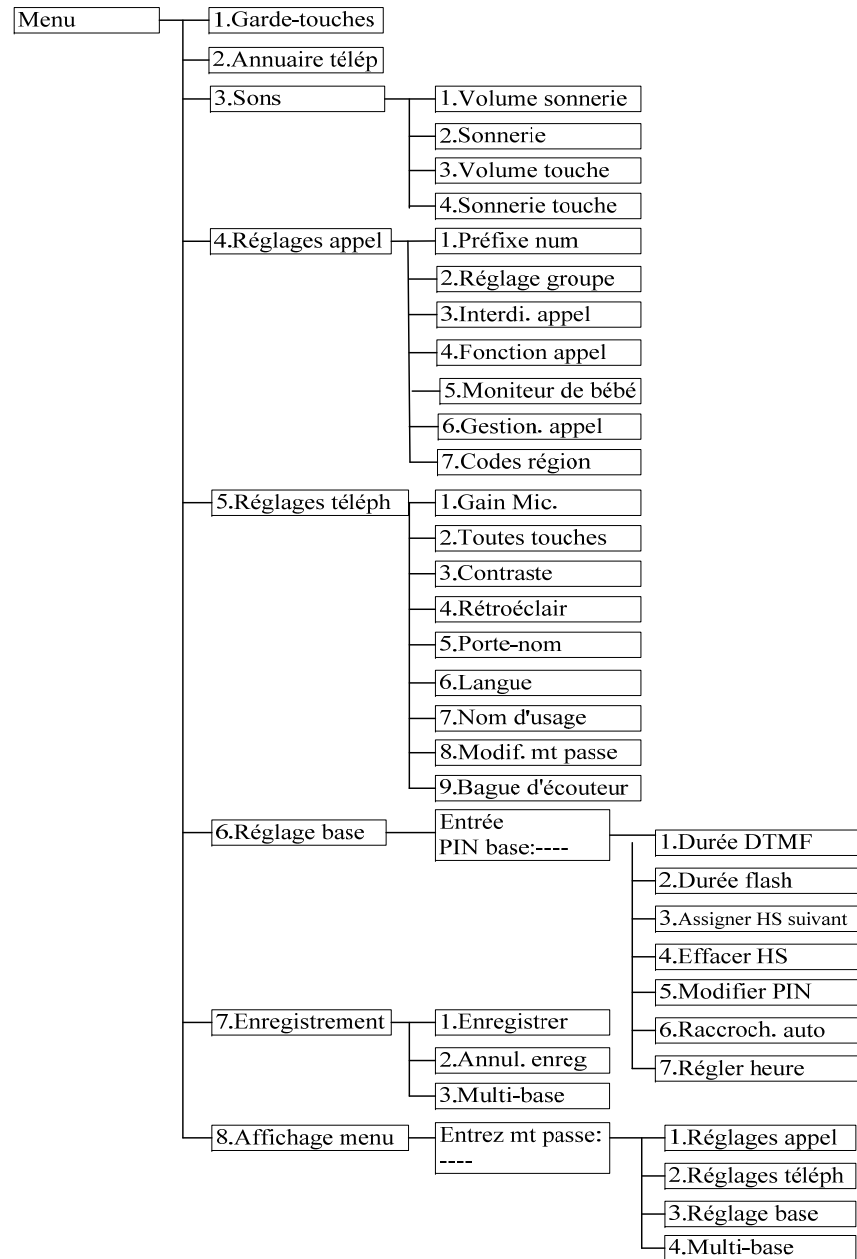 Menu
1.Garde-touches
2.Annuaire télép
3.Sons
1.Volume sonnerie
2.Sonnerie
3.Volume touche
4.Sonnerie touche
4.Réglages appel
1.Préfixe num
2.Réglage groupe
3.Interdi. appel
4.Fonction appel
5.Moniteur de bébé
6.Gestion. appel
7.Codes région
5.Réglages téléph
1.Gain Mic.
2.Toutes touches
3.Contraste
4.Rétroéclair
5.Porte-nom
6.Langue
7.Nom d'usage
8.Modif. mt passe
9.Bague d'écouteur
6.Réglage base
Entrée
PIN base:----
1.Durée DTMF
2.Durée flash
3.Assigner HS suivant
4.Effacer HS
5.Modifier PIN
6.Raccroch. auto
7.Régler heure
7.Enregistrement
1.Enregistrer
2.Annul. enreg
3.Multi-base
8.Affichage menu
Entrez mt passe:
----
1.Réglages appel
2.Réglages téléph
3.Réglage base
4.Multi-base